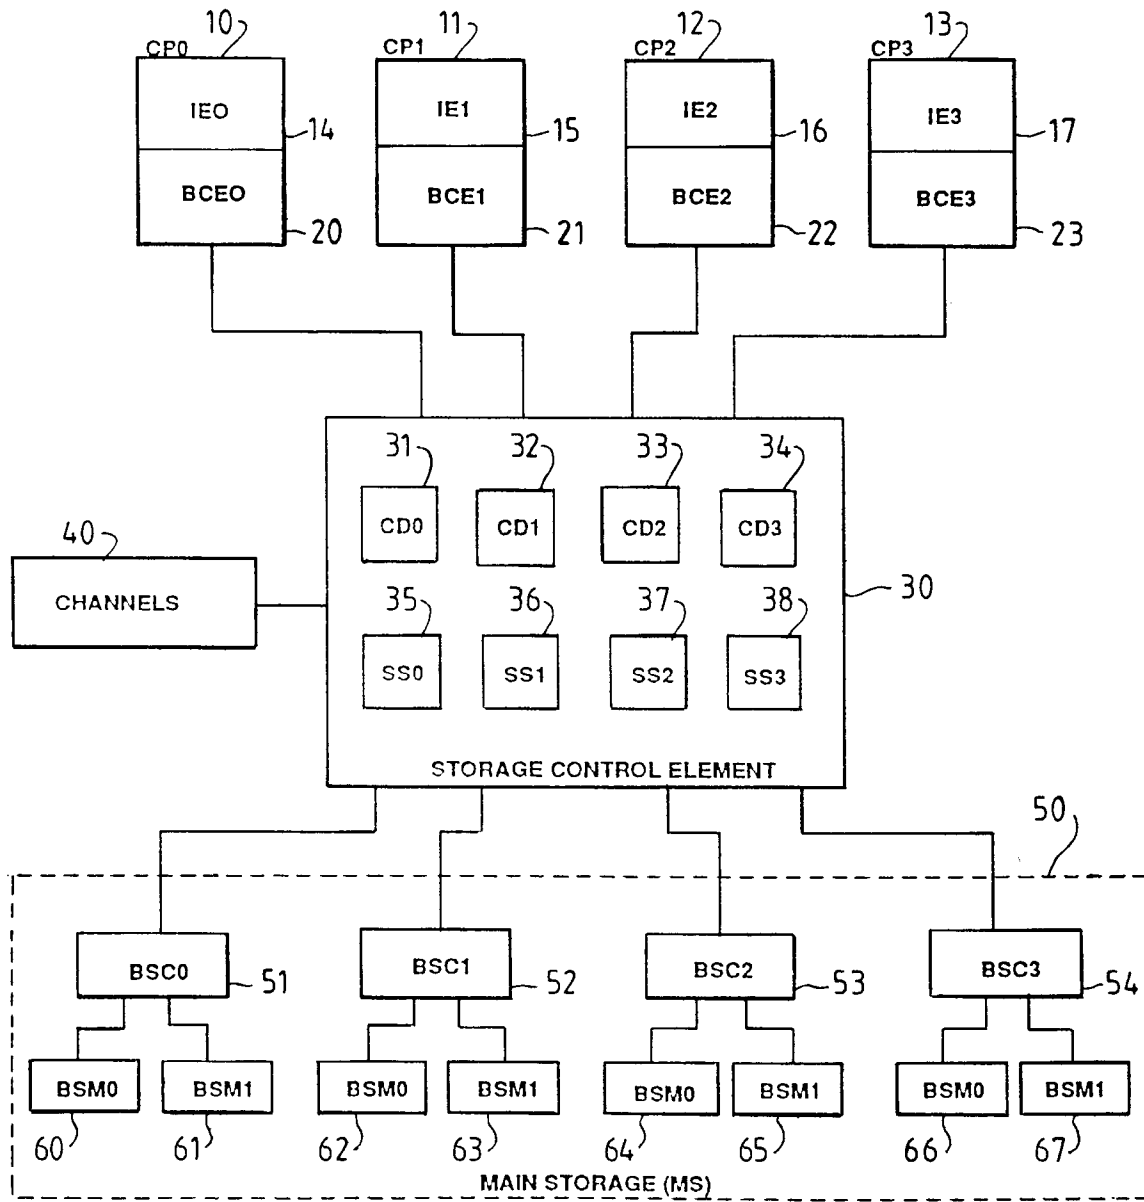 10 11 12 13
CP0 CP1 CP2 CP3
IE0 IE1 IE2 IE3
14 15 16 17
BCE0 BCE1 BCE2 BCE3
20 21 22 23
31 32 33 34
CD0 CD1 CD2 CD3
40
30
CHANNELS
35 36 37 38
SS0 SS1 SS2 SS3
STORAGE CONTROL ELEMENT
50
BSC0 BSC1 BSC2 BSC3
51 52 53 54
BSM0 BSM1 BSM0 BSM1 BSM0 BSM1 BSM0 BSM1
60 61 62 63 64 65 66 67
MAIN STORAGE (MS)